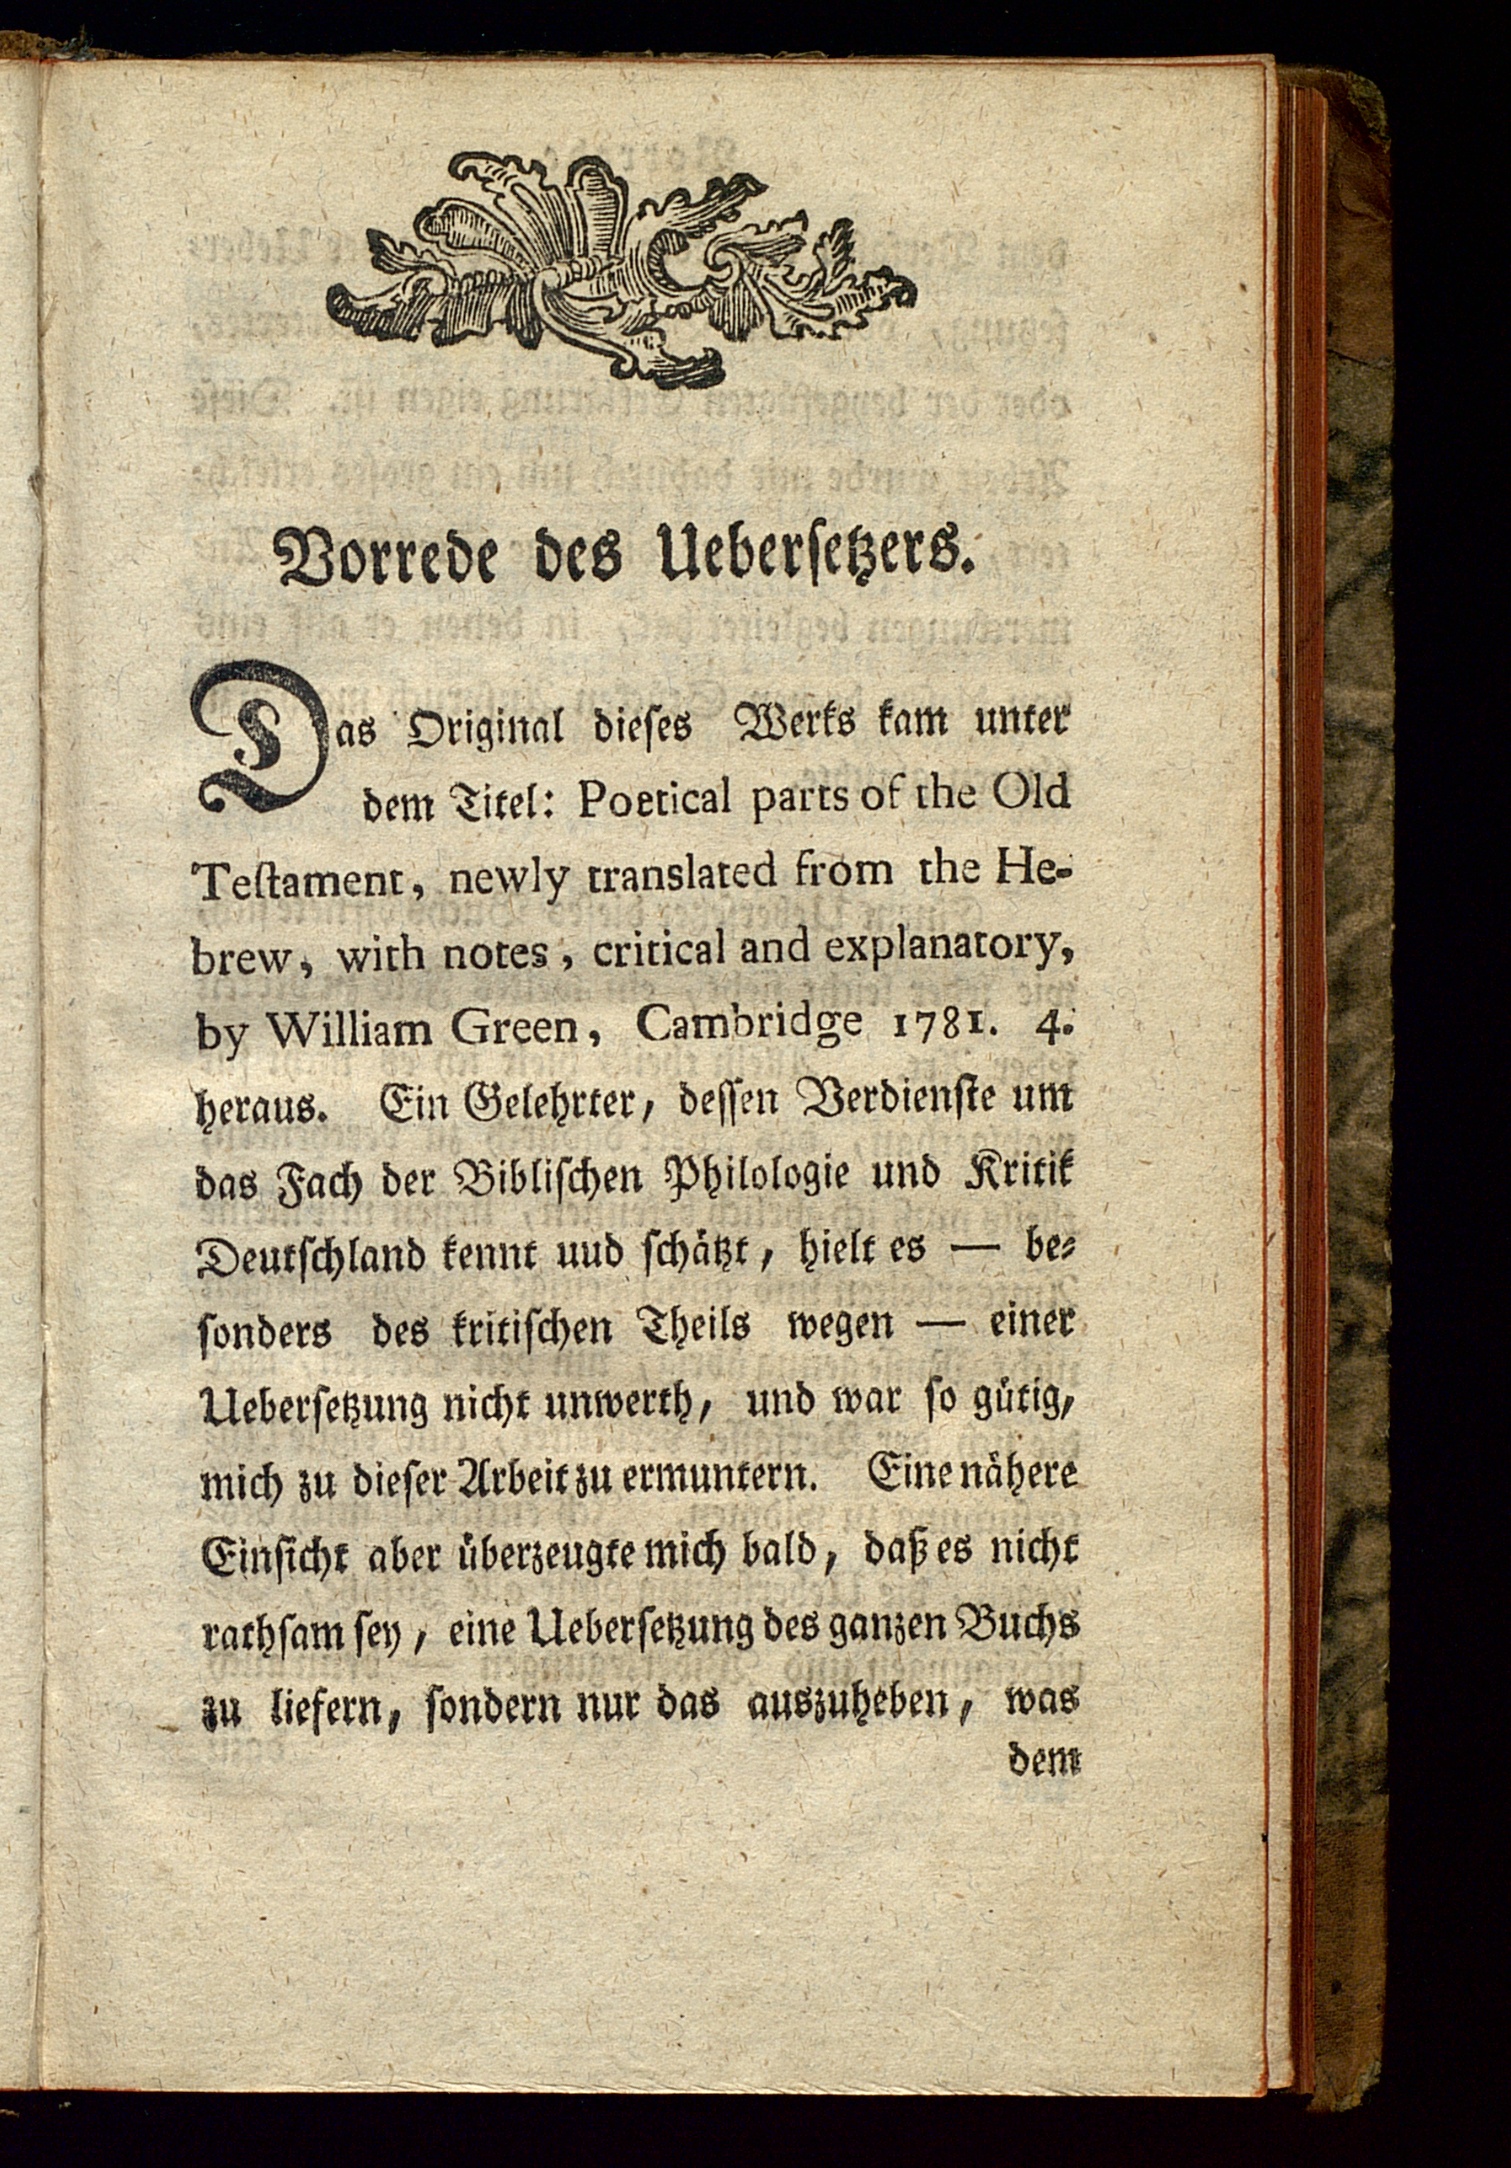 Vorrede des Ueberſetzers.
Das Original dieſes Werks kam unter
dem Titel: Poetical parts of the Old
Teſtament, newly translated from the He-
brew, with notes, critical and explanatory,
by William Green, Cambridge 1781. 4.
heraus. Ein Gelehrter, deſſen Verdienſte um
das Fach der Bibliſchen Philologie und Kritik
Deutſchland kennt uud ſchätzt, hielt es — be-
ſonders des kritiſchen Theils wegen — einer
Ueberſetzung nicht unwerth, und war ſo gütig,
mich zu dieſer Arbeit zu ermuntern. Eine nähere
Einſicht aber überzeugte mich bald, daß es nicht
rathſam ſey, eine Ueberſetzung des ganzen Buchs
zu liefern, ſondern nur das auszuheben, was
dem